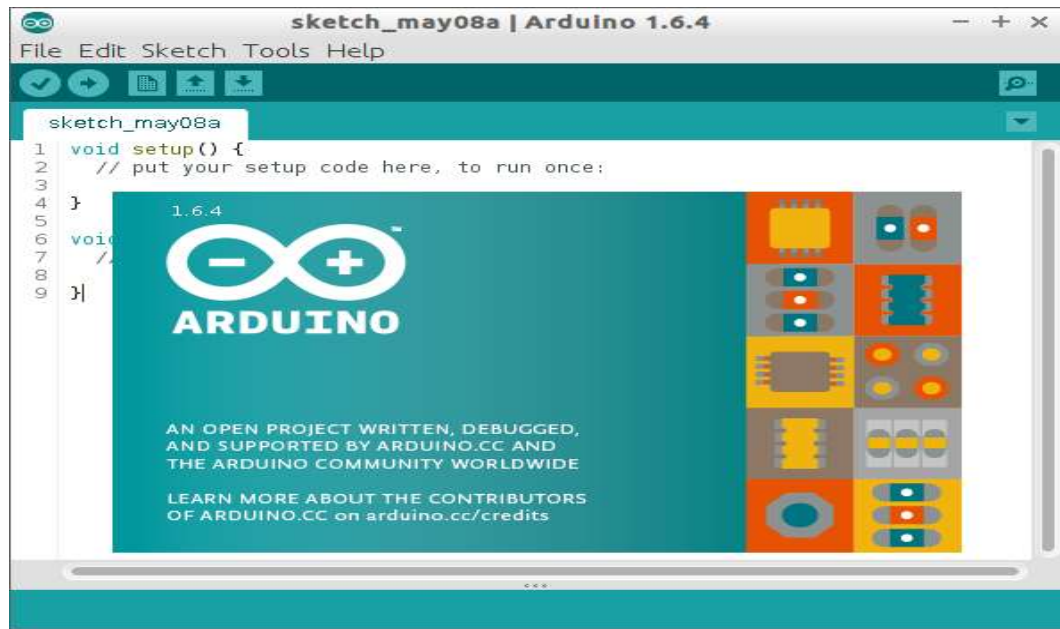 sketch_may08a | Arduino 1.6.4
File Edit Sketch Tools Help
sketch_may08a
1 void setup() {
2 // put your setup code here, to run once:
3
4 }
5
6 void
7 //
8
9 }
1.6.4
™
ARDUINO
AN OPEN PROJECT WRITTEN, DEBUGGED,
AND SUPPORTED BY ARDUINO.CC AND
THE ARDUINO COMMUNITY WORLDWIDE
LEARN MORE ABOUT THE CONTRIBUTORS
OF ARDUINO.CC on arduino.cc/credits